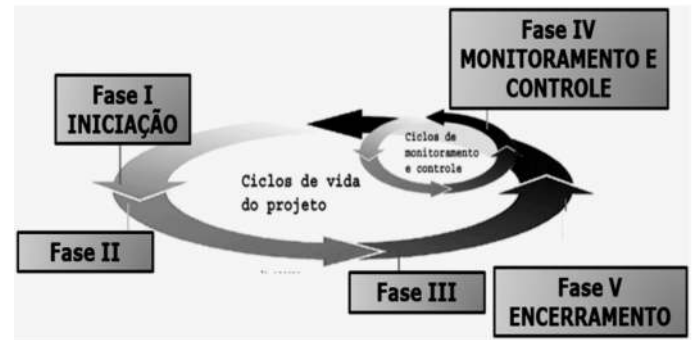 Fase IV
MONITORAMENTO E
CONTROLE
Fase I
INICIAÇÃO
Ciclos de
monitoramento
e controle
Ciclos de vida
do projeto
Fase II
Fase III
Fase V
ENCERRAMENTO